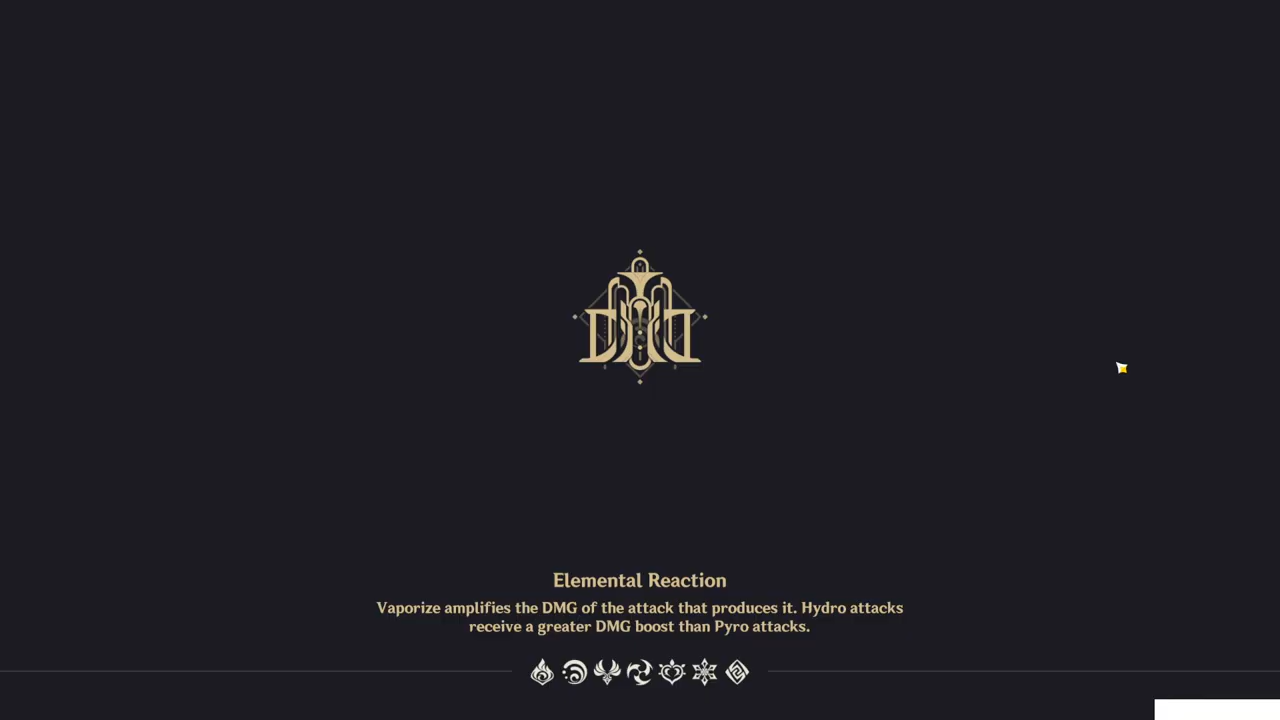 Elemental Reaction
Vaporize amplifies the DMG of the attack that produces it. Hydro attacks
receive a greater DMG boost than Pyro attacks.